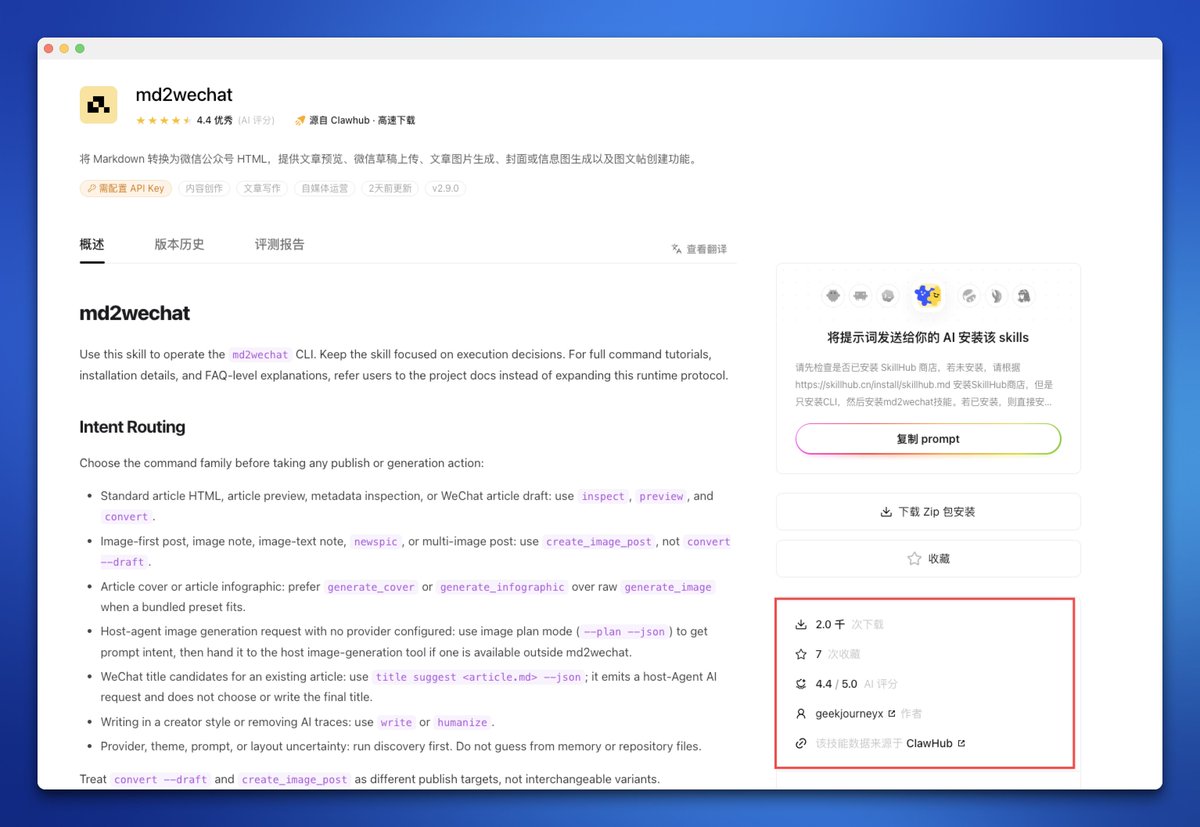 md2wechat
4.4 优秀 (AI 评分) 源自 Clawhub · 高速下载
将 Markdown 转换为微信公众号 HTML，提供文章预览、微信草稿上传、文章图片生成、封面或信息图生成以及图文帖创建功能。
需配置 API Key 内容创作 文章写作 自媒体运营 2天前更新 v2.9.0
概述 版本历史 评测报告 查看翻译
md2wechat
Use this skill to operate the md2wechat CLI. Keep the skill focused on execution decisions. For full command tutorials,
installation details, and FAQ-level explanations, refer users to the project docs instead of expanding this runtime protocol.
Intent Routing
Choose the command family before taking any publish or generation action:
• Standard article HTML, article preview, metadata inspection, or WeChat article draft: use inspect, preview, and
convert.
• Image-first post, image note, image-text note, newspic, or multi-image post: use create_image_post, not convert
--draft.
• Article cover or article infographic: prefer generate_cover or generate_infographic over raw generate_image
when a bundled preset fits.
• Host-agent image generation request with no provider configured: use image plan mode (--plan --json) to get
prompt intent, then hand it to the host image-generation tool if one is available outside md2wechat.
• WeChat title candidates for an existing article: use title suggest <article.md> --json; it emits a host-Agent AI
request and does not choose or write the final title.
• Writing in a creator style or removing AI traces: use write or humanize.
• Provider, theme, prompt, or layout uncertainty: run discovery first. Do not guess from memory or repository files.
Treat convert --draft and create_image_post as different publish targets, not interchangeable variants.
将提示词发送给你的 AI 安装该 skills
请先检查是否已安装 SkillHub 商店，若未安装，请根据
https://skillhub.cn/install/skillhub.md 安装SkillHub商店，但是
只安装CLI，然后安装md2wechat技能。若已安装，则直接安...
复制 prompt
下载 Zip 包安装
收藏
2.0 千 次下载
7 次收藏
4.4 / 5.0 AI 评分
geekjourneyx 作者
该技能数据来源于 ClawHub